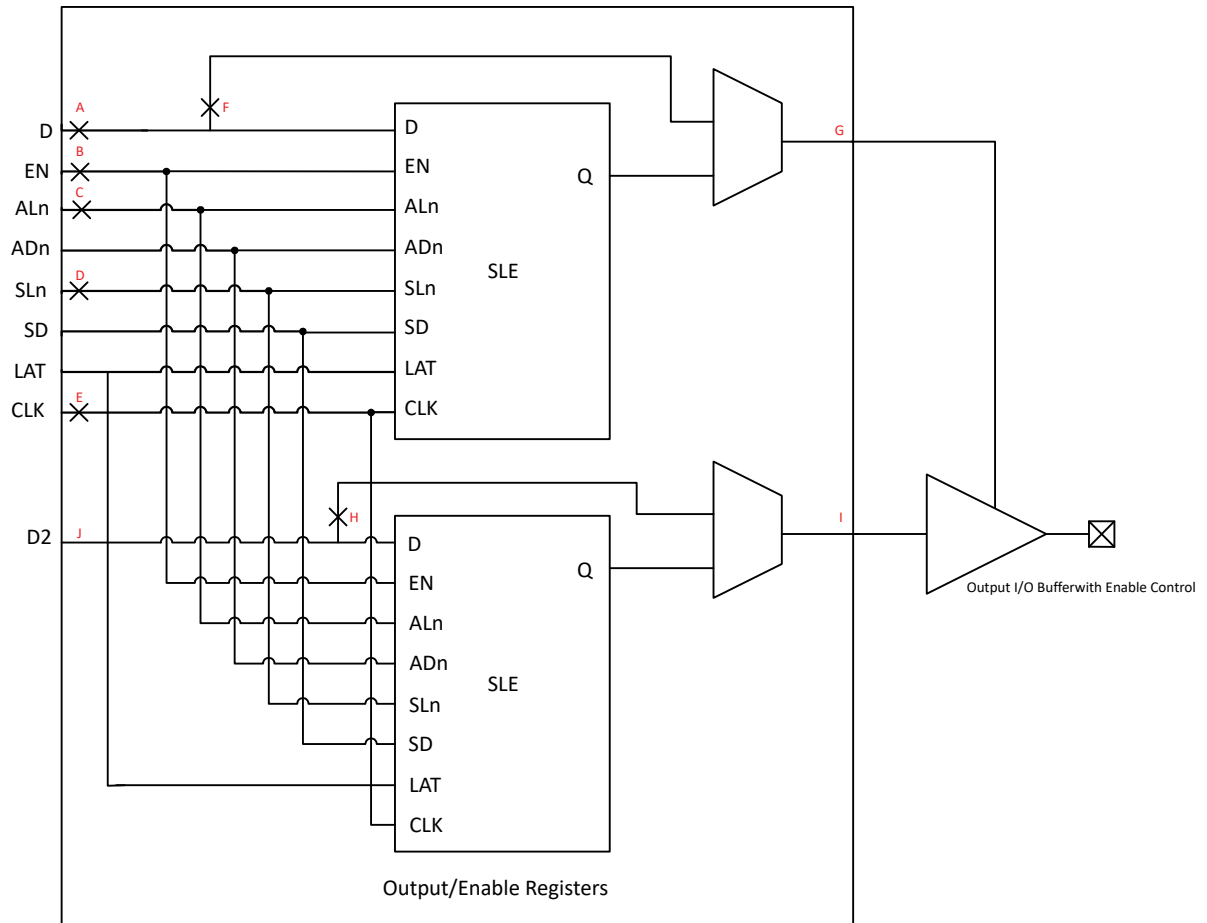 A
F
D
D
G
B
EN
EN
Q
C
ALn
ALn
ADn
ADn
SLE
D
SLn
SLn
SD
SD
LAT
LAT
E
CLK
CLK
H
I
J
D2
D
Q
EN
Output I/O Bufferwith Enable Control
ALn
ADn
SLE
SLn
SD
LAT
CLK
Output/Enable Registers